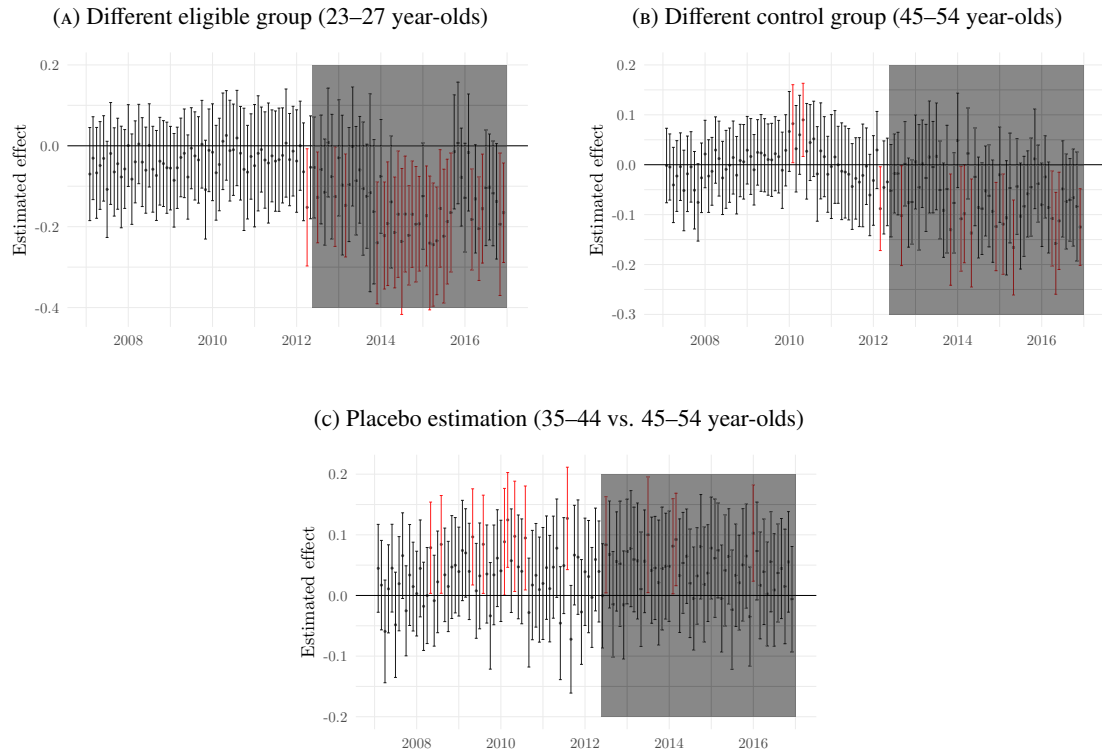 (A) Different eligible group (23–27 year-olds)
0.2
0.0
-0.2
-0.4
Estimated effect
2008 2010 2012 2014 2016
(B) Different control group (45–54 year-olds)
0.2
0.1
0.0
-0.1
-0.2
-0.3
Estimated effect
2008 2010 2012 2014 2016
(C) Placebo estimation (35–44 vs. 45–54 year-olds)
0.2
0.1
0.0
-0.1
-0.2
Estimated effect
2008 2010 2012 2014 2016